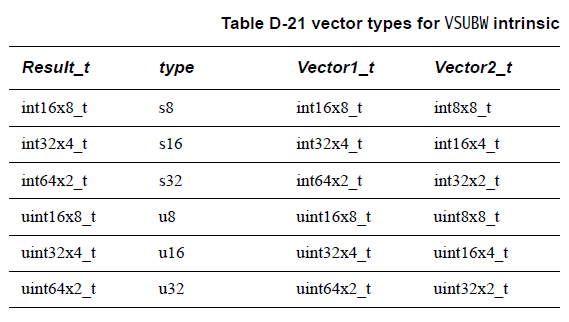 Table D-21 vector types for VSUBW intrinsic
Result_t type Vector1_t Vector2_t
int16x8_t s8 int16x8_t int8x8_t
int32x4_t s16 int32x4_t int16x4_t
int64x2_t s32 int64x2_t int32x2_t
uint16x8_t u8 uint16x8_t uint8x8_t
uint32x4_t u16 uint32x4_t uint16x4_t
uint64x2_t u32 uint64x2_t uint32x2_t